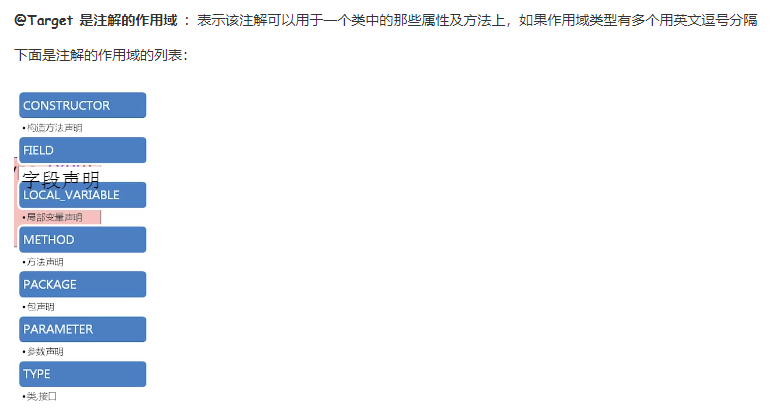 @Target 是注解的作用域 ：表示该注解可以用于一个类中的那些属性及方法上，如果作用域类型有多个用英文逗号分隔
下面是注解的作用域的列表：
CONSTRUCTOR
•构造方法声明
FIELD
字段声明
LOCAL_VARIABLE
•局部变量声明
METHOD
•方法声明
PACKAGE
•包声明
PARAMETER
•参数声明
TYPE
•类,接口